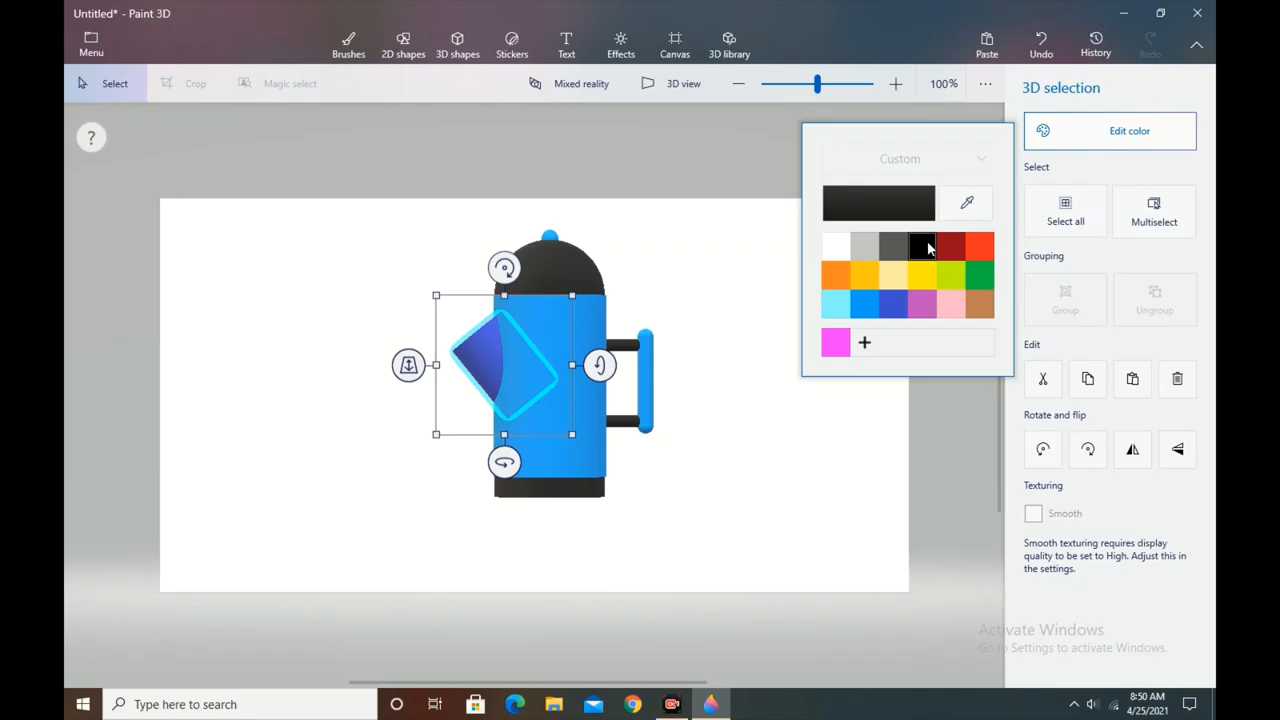 Untitled* - Paint 3D
Menu
Brushes
2D shapes
3D shapes
Stickers
Text
Effects
Canvas
3D library
Paste
Undo
History
Redo
Select
Crop
Magic select
Mixed reality
3D view
100%
?
3D selection
Edit color
Custom
Select
Select all
Multiselect
Grouping
Group
Ungroup
Edit
Rotate and flip
Texturing
Smooth
Smooth texturing requires display
quality to be set to High. Adjust this in
the settings.
Activate Windows
Go to Settings to activate Windows.
Type here to search
8:50 AM
4/25/2021